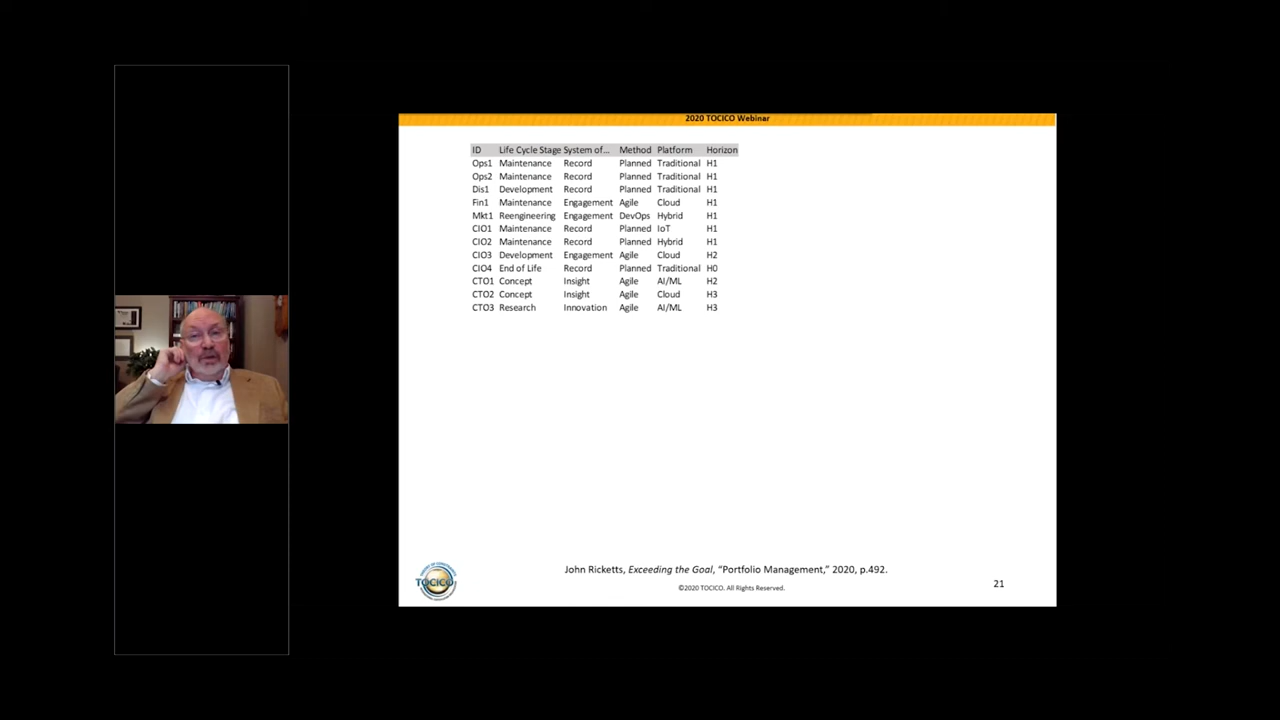 2020 TOCICO Webinar
ID Life Cycle Stage System of... Method Platform Horizon
Ops1 Maintenance Record Planned Traditional H1
Ops2 Maintenance Record Planned Traditional H1
Dis1 Development Record Planned Traditional H1
Fin1 Maintenance Engagement Agile Cloud H1
Mkt1 Reengineering Engagement DevOps Hybrid H1
CIO1 Maintenance Record Planned IoT H1
CIO2 Maintenance Record Planned Hybrid H1
CIO3 Development Engagement Agile Cloud H2
CIO4 End of Life Record Planned Traditional H0
CTO1 Concept Insight Agile AI/ML H2
CTO2 Concept Insight Agile Cloud H3
CTO3 Research Innovation Agile AI/ML H3
TOCICO
John Ricketts, Exceeding the Goal, “Portfolio Management,” 2020, p.492.
©2020 TOCICO. All Rights Reserved.
21